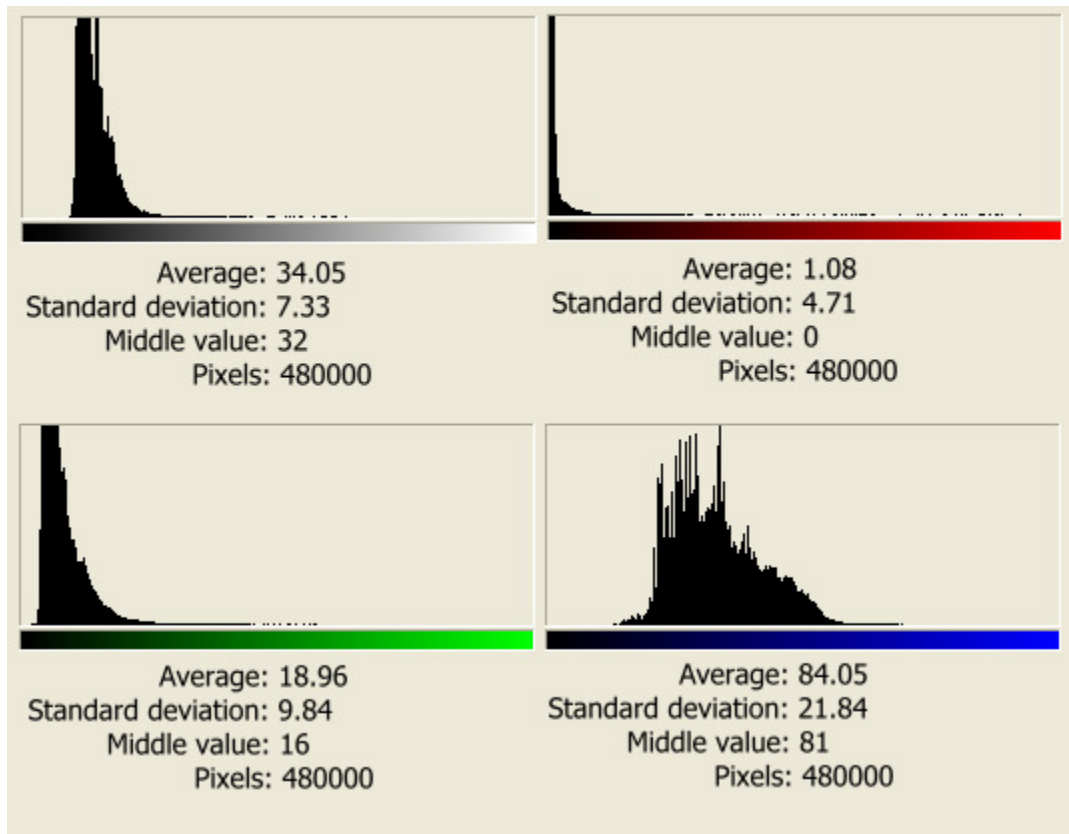 Average: 34.05
Standard deviation: 7.33
Middle value: 32
Pixels: 480000
Average: 1.08
Standard deviation: 4.71
Middle value: 0
Pixels: 480000
Average: 18.96
Standard deviation: 9.84
Middle value: 16
Pixels: 480000
Average: 84.05
Standard deviation: 21.84
Middle value: 81
Pixels: 480000